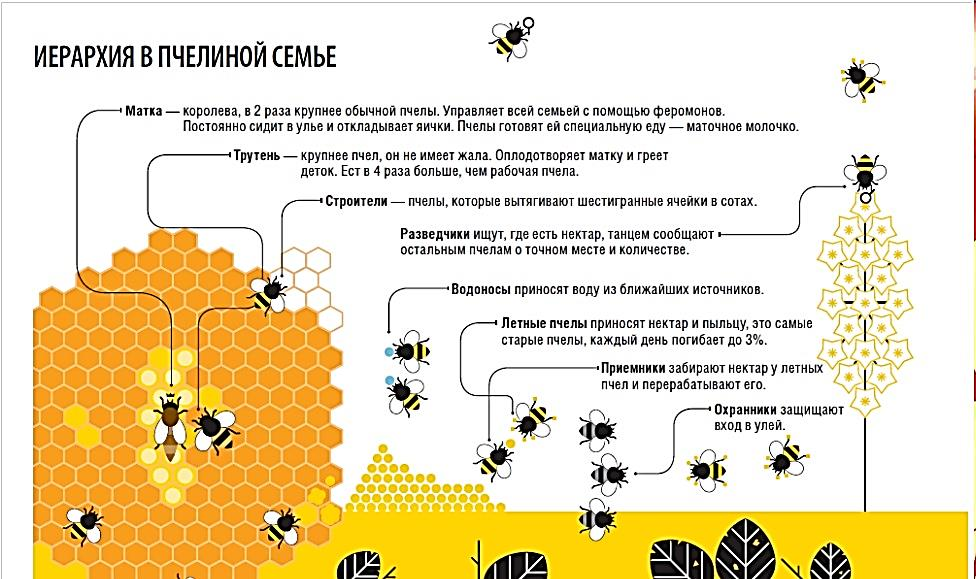 ИЕРАРХИЯ В ПЧЕЛИНОЙ СЕМЬЕ
Матка — королева, в 2 раза крупнее обычной пчелы. Управляет всей семьей с помощью феромонов.
Постоянно сидит в улье и откладывает яички. Пчелы готовят ей специальную еду — маточное молочко.
Трутень — крупнее пчел, он не имеет жала. Оплодотворяет матку и греет
деток. Ест в 4 раза больше, чем рабочая пчела.
Строители — пчелы, которые вытягивают шестигранные ячейки в сотах.
Разведчики ищут, где есть нектар, танцем сообщают
остальным пчелам о точном месте и количестве.
Водоносы приносят воду из ближайших источников.
Летные пчелы приносят нектар и пыльцу, это самые
старые пчелы, каждый день погибает до 3%.
Приемники забирают нектар у летных
пчел и перерабатывают его.
Охранники защищают
вход в улей.